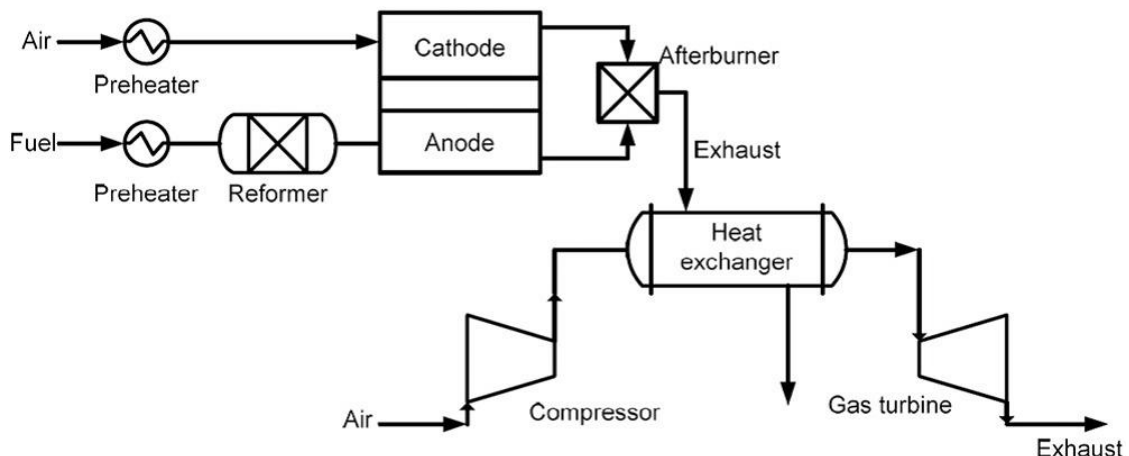 Air
Preheater
Cathode
Afterburner
Fuel
Preheater
Reformer
Anode
Exhaust
Heat
exchanger
Air
Compressor
Gas turbine
Exhaust